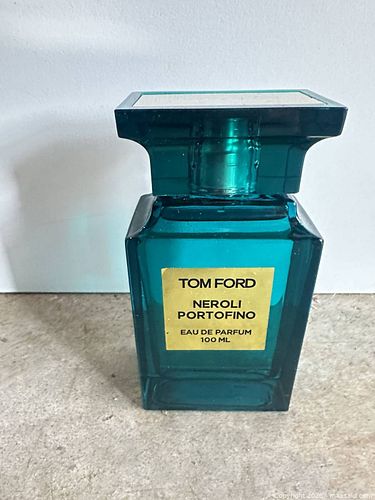 TOM FORD
NEROLI
PORTOFINO
EAU DE PARFUM
100 ML